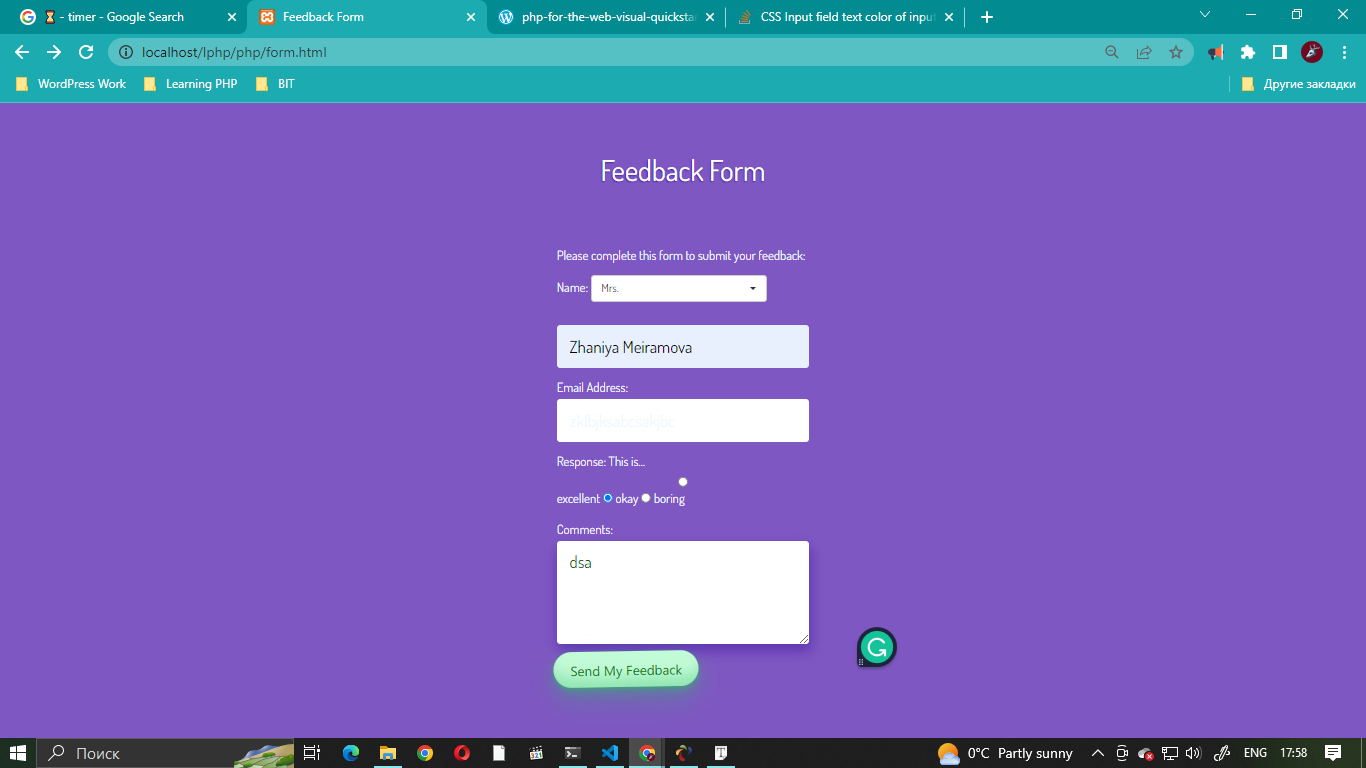 - timer - Google Search
Feedback Form
php-for-the-web-visual-quickstar
CSS Input field text color of input
localhost/lphp/php/form.html
WordPress Work
Learning PHP
BIT
Другие закладки
Feedback Form
Please complete this form to submit your feedback:
Name: Mrs.
Zhaniya Meiramova
Email Address:
Response: This is...
excellent okay boring
Comments:
dsa
Send My Feedback
Поиск
0°C Partly sunny
ENG
17:58